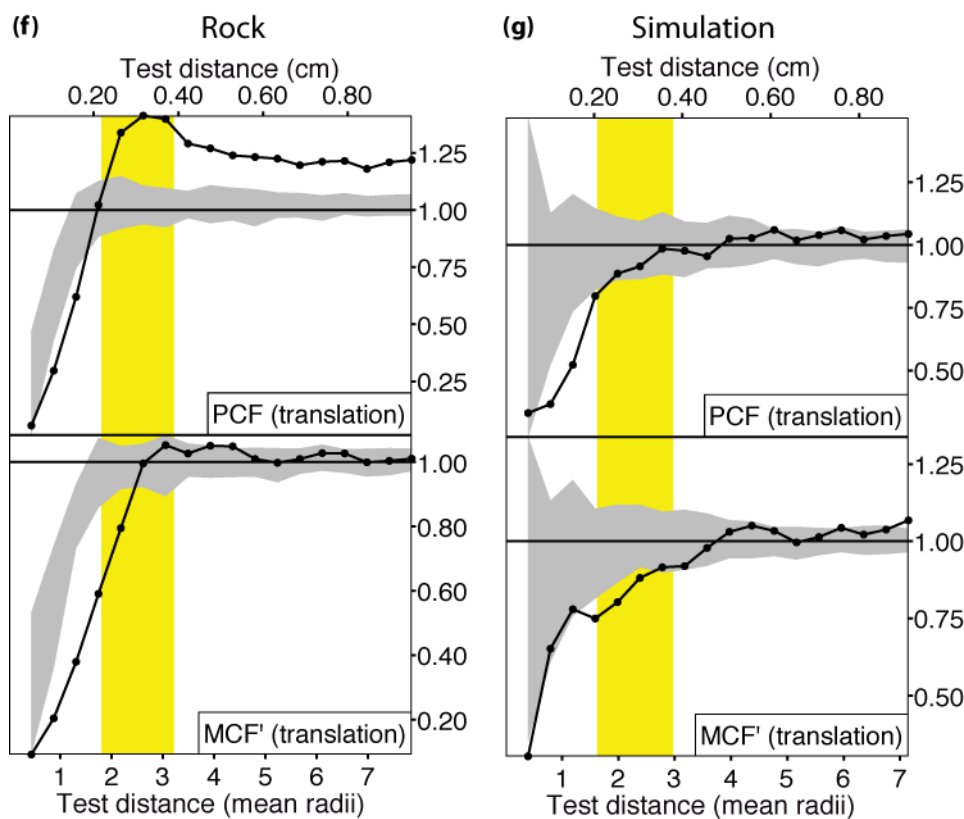 (f) Rock
Test distance (cm)
0.20 0.40 0.60 0.80
1.25
1.00
0.75
0.50
0.25
PCF (translation)
1.00
0.80
0.60
0.40
0.20
MCF' (translation)
1 2 3 4 5 6 7
Test distance (mean radii)
(g) Simulation
Test distance (cm)
0.20 0.40 0.60 0.80
1.25
1.00
0.75
0.50
PCF (translation)
1.25
1.00
0.75
0.50
MCF' (translation)
1 2 3 4 5 6 7
Test distance (mean radii)